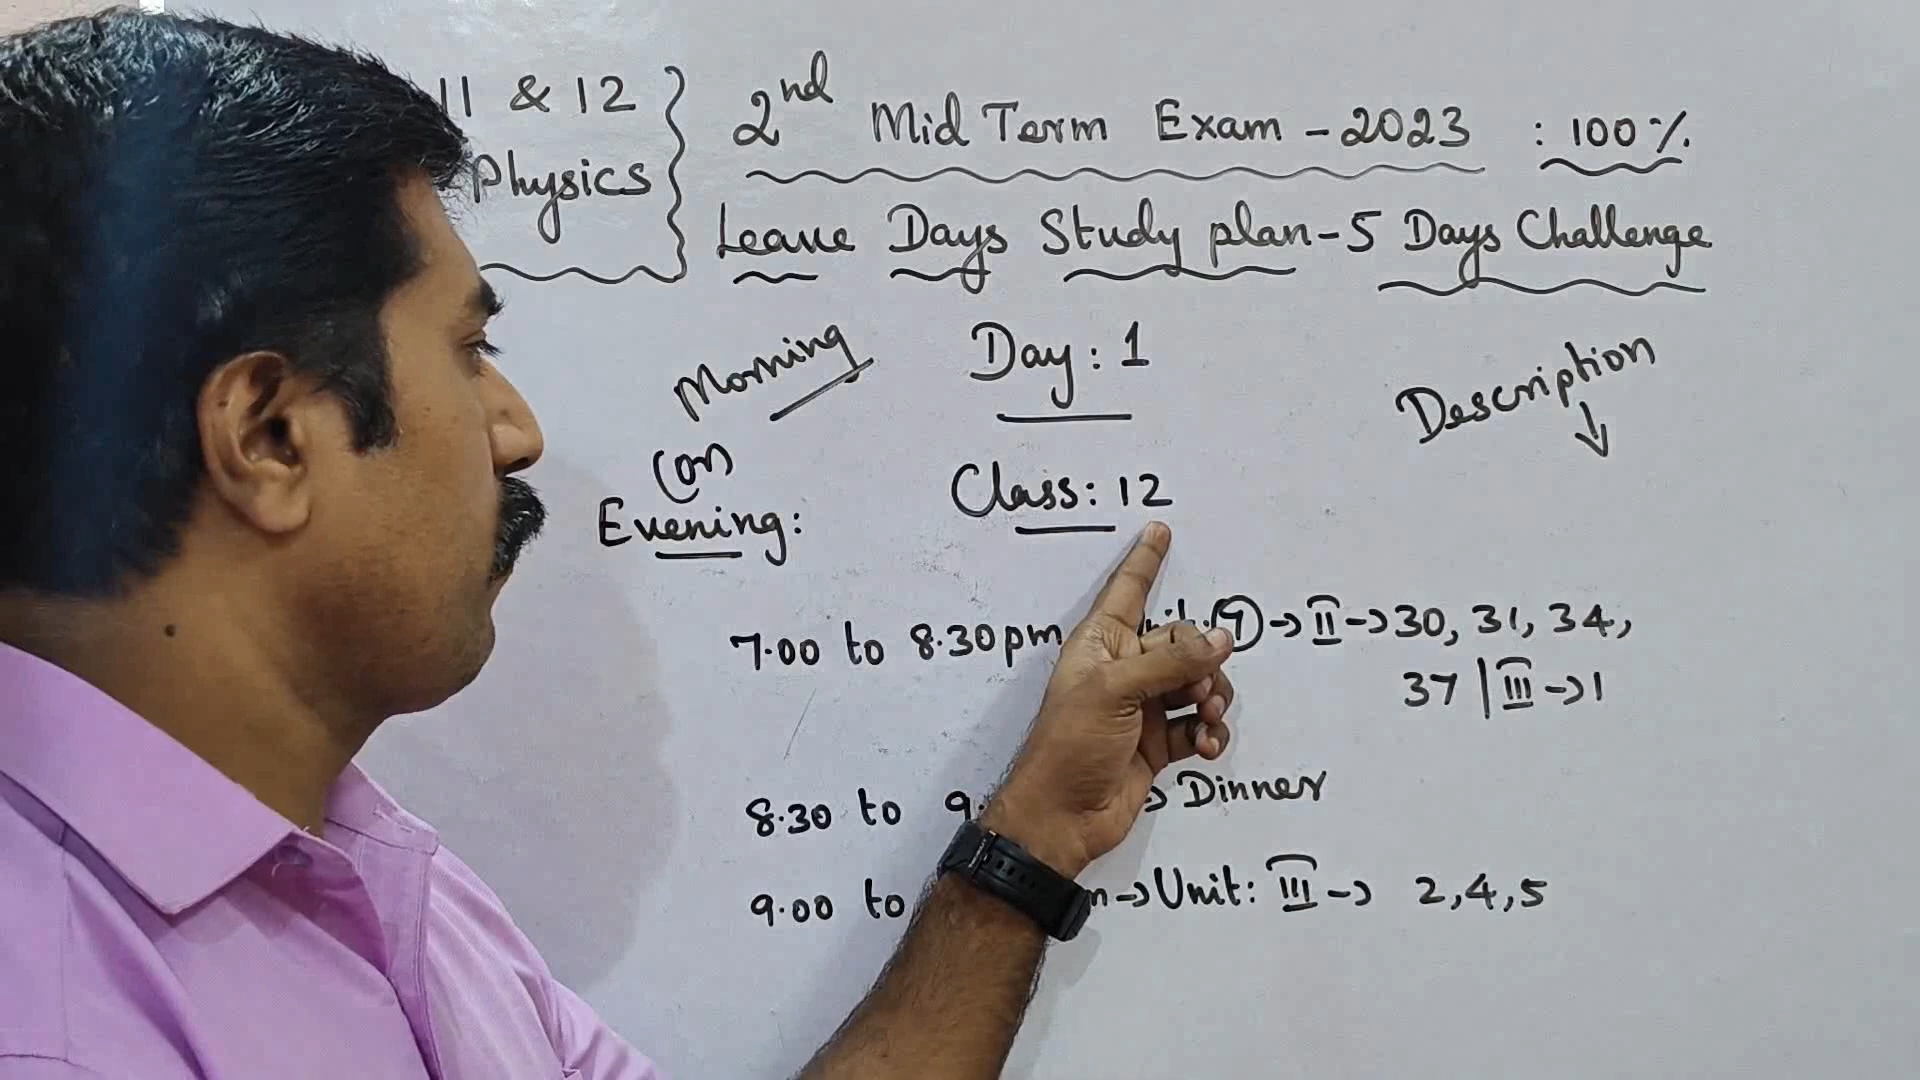 11 & 12
Physics
2nd Mid Term Exam - 2023 : 100%
Leave Days Study plan - 5 Days Challenge
Morning
(or)
Evening:
Day: 1
Class: 12
Description
7.00 to 8.30pm → II → 30, 31, 34,
37 | III → 1
8.30 to → Dinner
9.00 to → Unit: III → 2, 4, 5